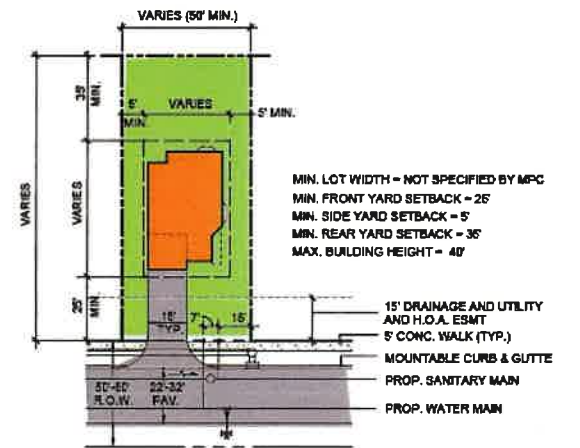 VARIES (50' MIN.)
35'
MIN.
5'
MIN.
VARIES
5' MIN.
VARIES
VARIES
MIN. LOT WIDTH = NOT SPECIFIED BY MPC
MIN. FRONT YARD SETBACK = 25'
MIN. SIDE YARD SETBACK = 5'
MIN. REAR YARD SETBACK = 35'
MAX. BUILDING HEIGHT = 40'
25'
MIN.
16'
TYP.
7'
15'
15' DRAINAGE AND UTILITY
AND H.O.A. ESMT
5' CONC. WALK (TYP.)
MOUNTABLE CURB & GUTTE
50'-60'
R.O.W.
22'-32'
PAV.
PROP. SANITARY MAIN
PROP. WATER MAIN